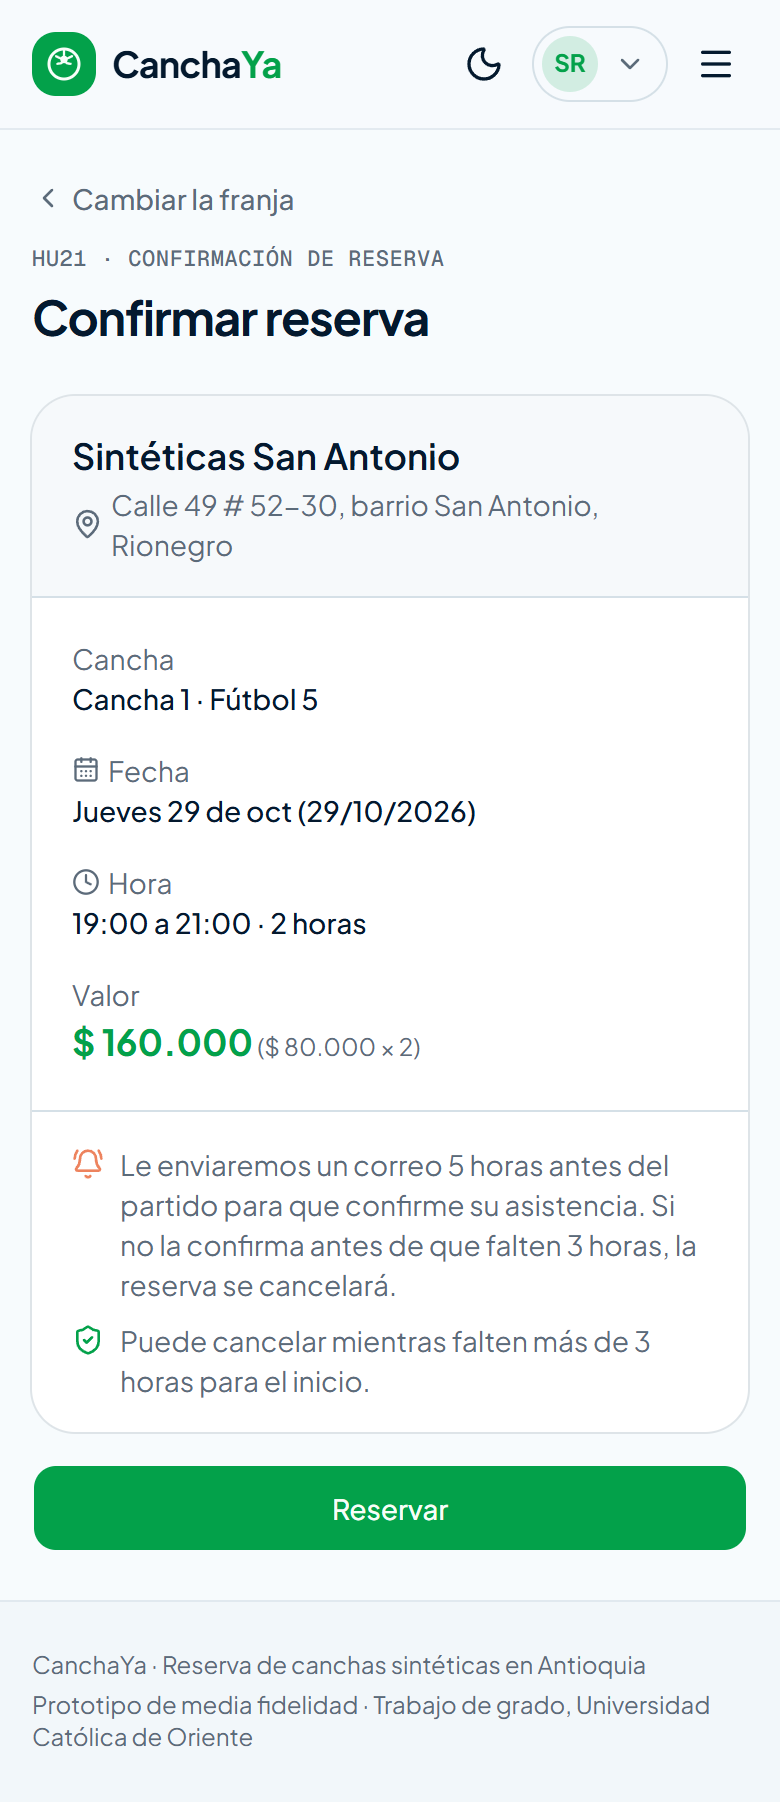 CanchaYa
SR
Cambiar la franja
HU21 · CONFIRMACIÓN DE RESERVA
Confirmar reserva
Sintéticas San Antonio
Calle 49 # 52–30, barrio San Antonio,
Rionegro
Cancha
Cancha 1 · Fútbol 5
Fecha
Jueves 29 de oct (29/10/2026)
Hora
19:00 a 21:00 · 2 horas
Valor
$ 160.000 ($ 80.000 × 2)
Le enviaremos un correo 5 horas antes del
partido para que confirme su asistencia. Si
no la confirma antes de que falten 3 horas, la
reserva se cancelará.
Puede cancelar mientras falten más de 3
horas para el inicio.
Reservar
CanchaYa · Reserva de canchas sintéticas en Antioquia
Prototipo de media fidelidad · Trabajo de grado, Universidad
Católica de Oriente